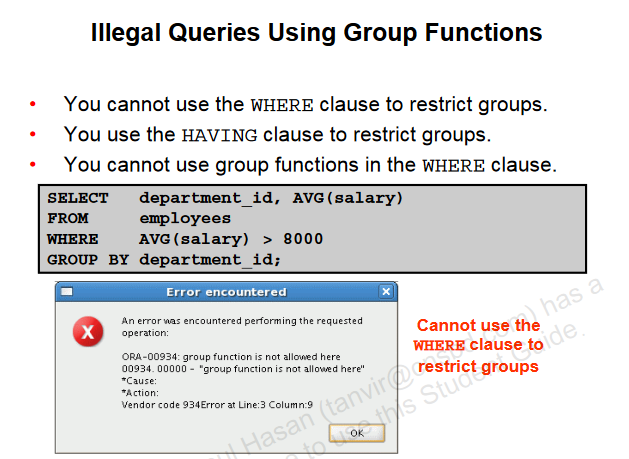 Illegal Queries Using Group Functions
• You cannot use the WHERE clause to restrict groups.
• You use the HAVING clause to restrict groups.
• You cannot use group functions in the WHERE clause.
SELECT department_id, AVG(salary)
FROM employees
WHERE AVG(salary) > 8000
GROUP BY department_id;
Error encountered
An error was encountered performing the requested
operation:
ORA-00934: group function is not allowed here
00934. 00000 - "group function is not allowed here"
*Cause:
*Action:
Vendor code 934Error at Line:3 Column:9
OK
Cannot use the
WHERE clause to
restrict groups
Hasan (tanvir@ com) has a
to use this Student Guide.